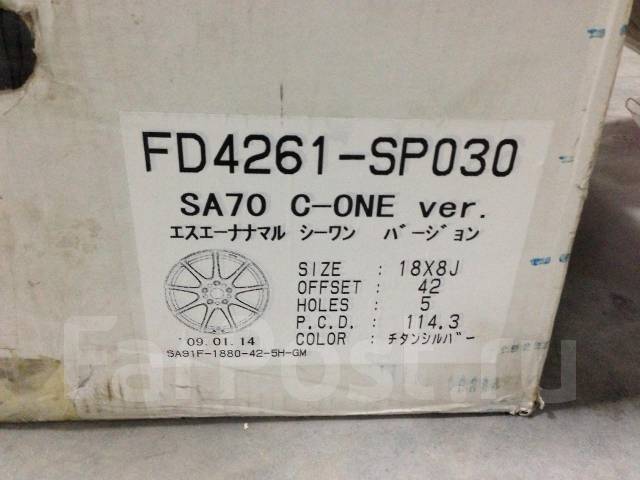 FD4261-SP030
SA70 C-ONE ver.
エスエーナナマル シーワン バージョン
SIZE : 18X8J
OFFSET : 42
HOLES : 5
P.C.D. : 114.3
COLOR : チタンシルバー
'09.01.14
SA91F-1880-42-5H-GM
FarPost.ru